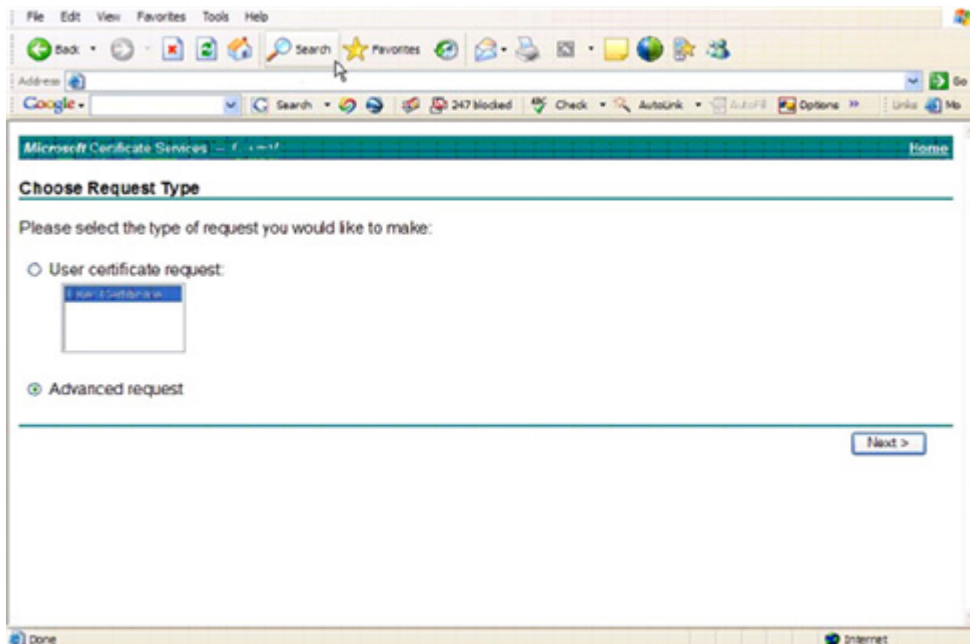 File Edit View Favorites Tools Help
Back Search Favorites
Address Go
Google Search 247 blocked Check AutoLink AutoFill Options » Links
Microsoft Certificate Services -- Home
Choose Request Type
Please select the type of request you would like to make:
User certificate request:
User Certificate
Advanced request
Next >
Done Internet